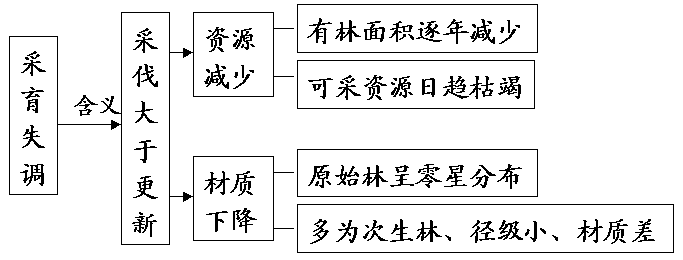 采育失调
含义
采伐大于更新
资源减少
有林面积逐年减少
可采资源日趋枯竭
材质下降
原始林呈零星分布
多为次生林、径级小、材质差